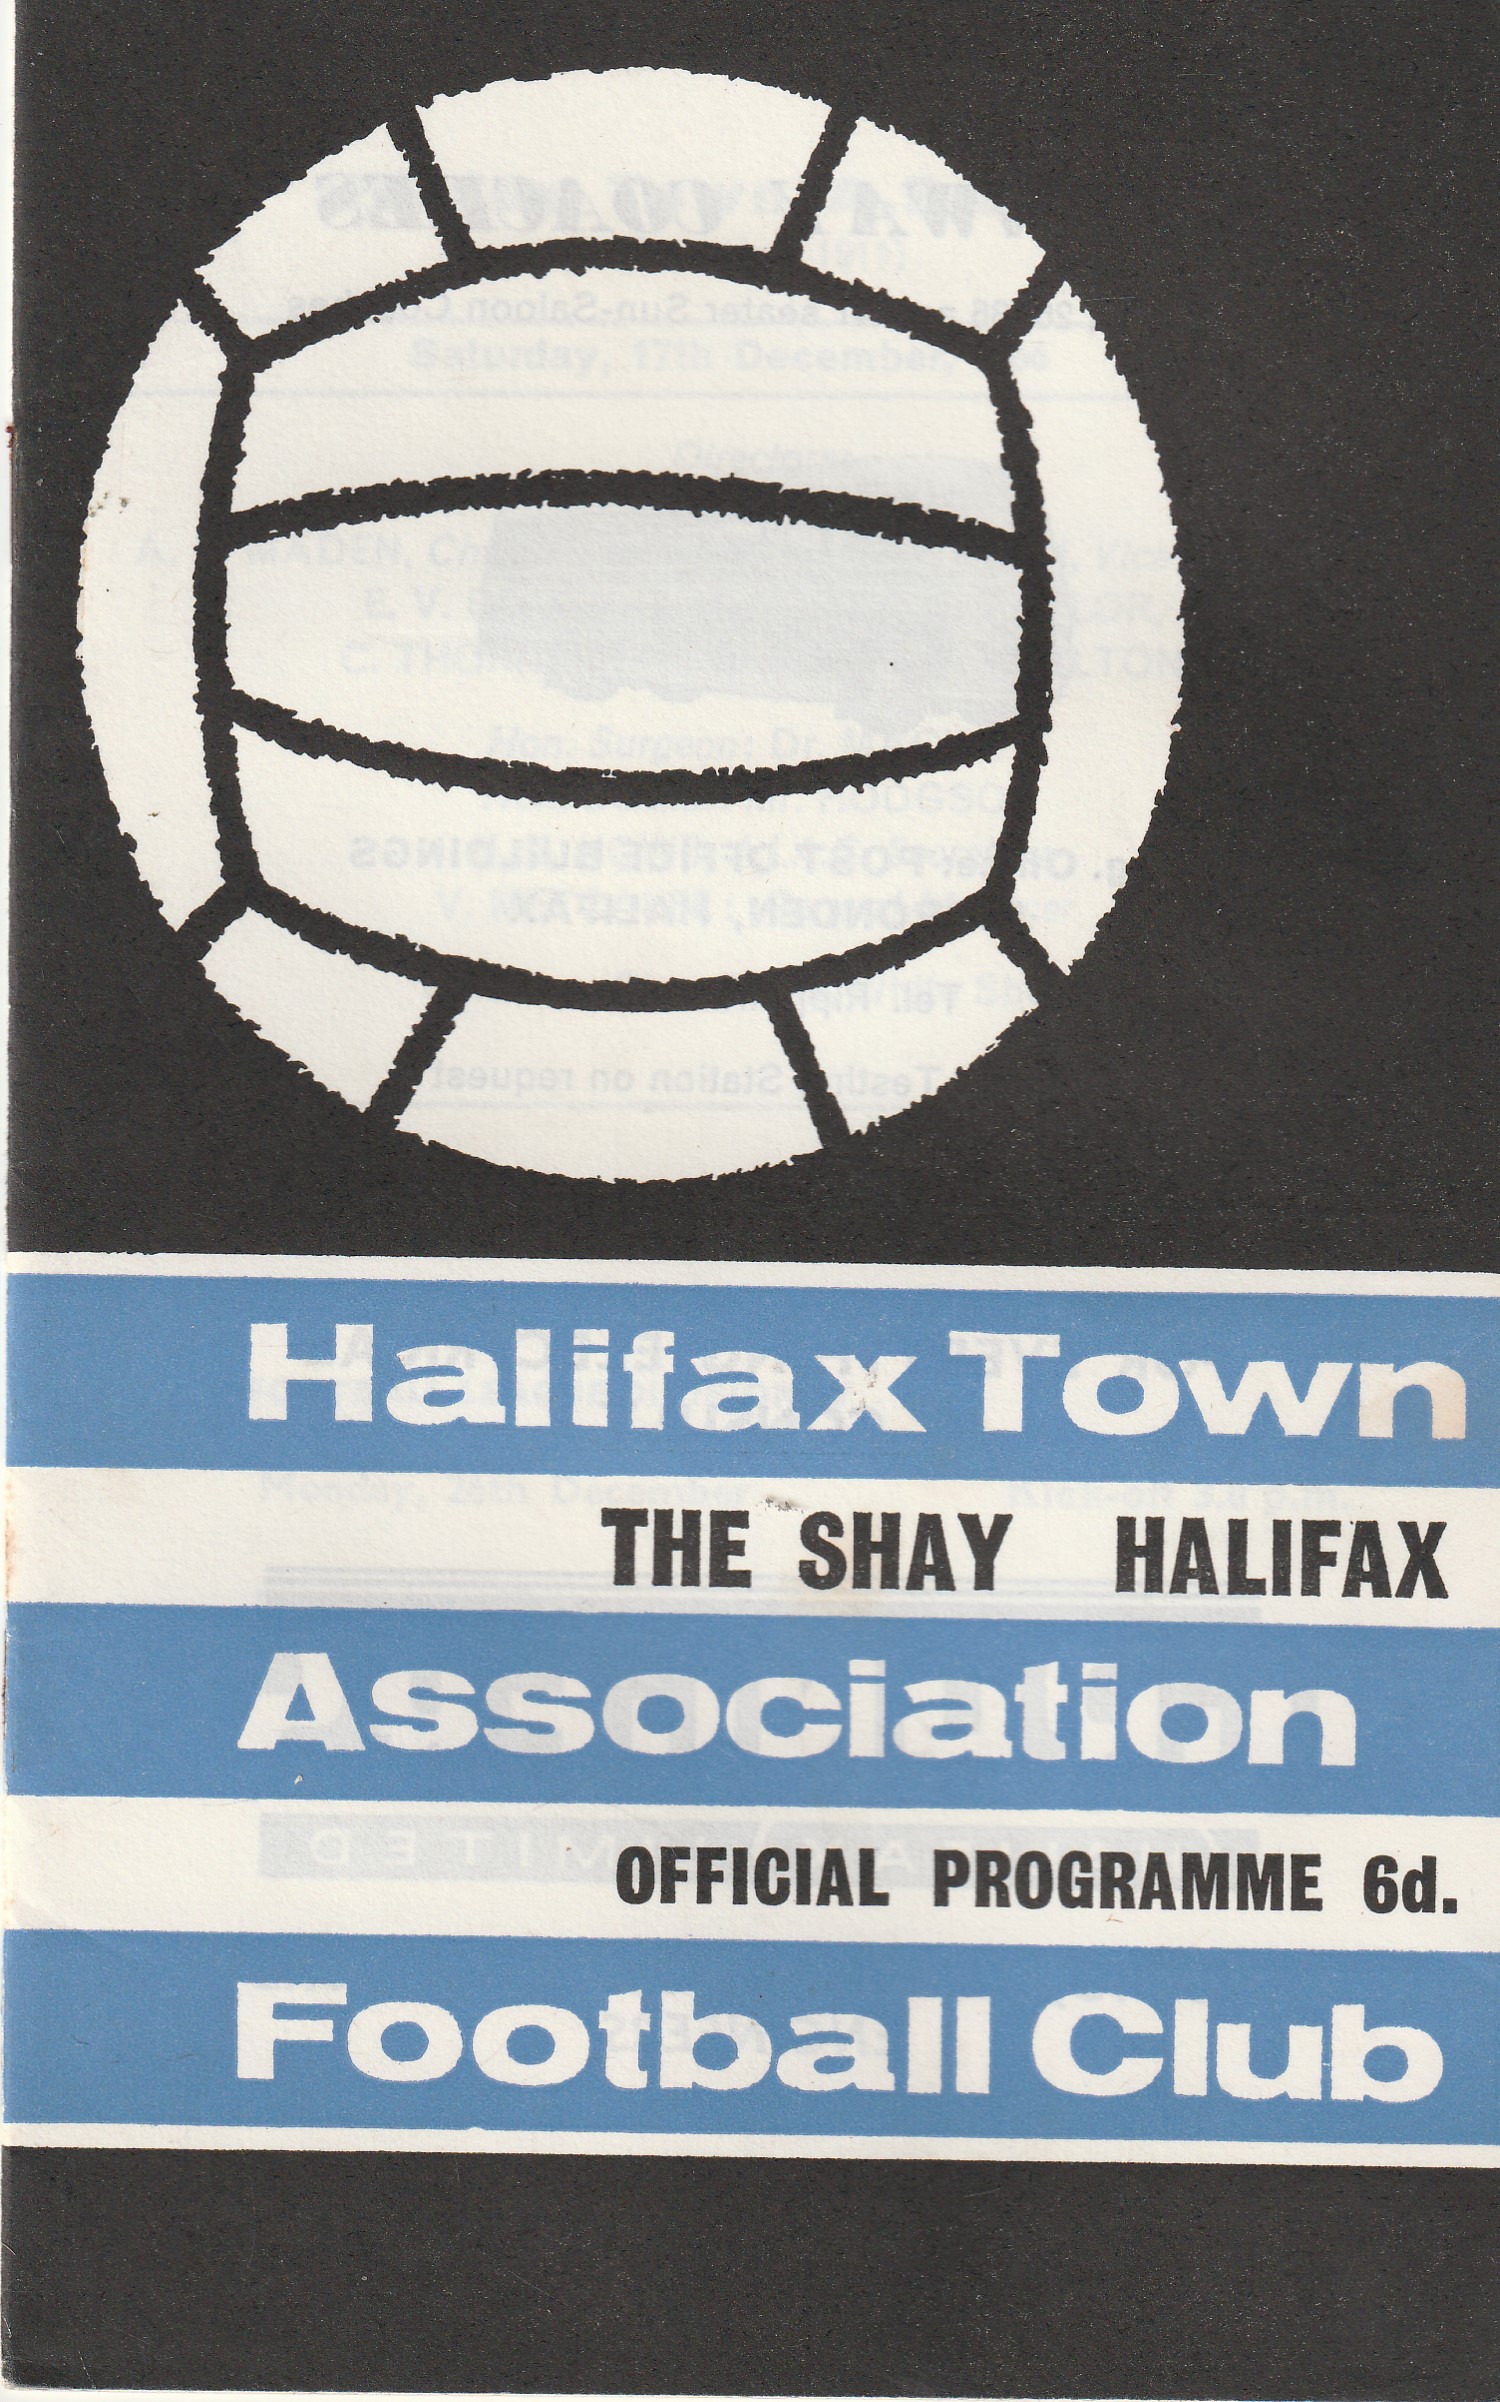 Halifax Town
THE SHAY HALIFAX
Association
OFFICIAL PROGRAMME 6d.
Football Club